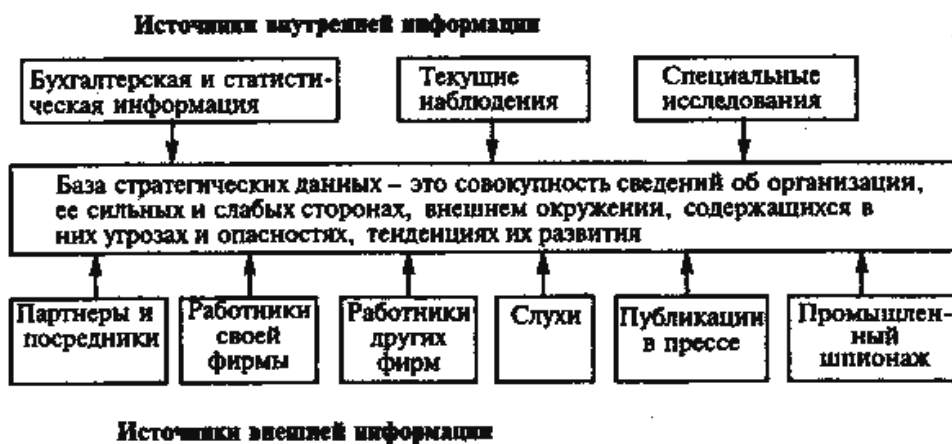 Источники внутренней информации
Бухгалтерская и статисти-
ческая информация
Текущие
наблюдения
Специальные
исследования
База стратегических данных – это совокупность сведений об организации,
ее сильных и слабых сторонах, внешнем окружении, содержащихся в
них угрозах и опасностях, тенденциях их развития
Партнеры и
посредники
Работники
своей
фирмы
Работники
других
фирм
Слухи
Публикации
в прессе
Промышлен-
ный
шпионаж
Источники внешней информации